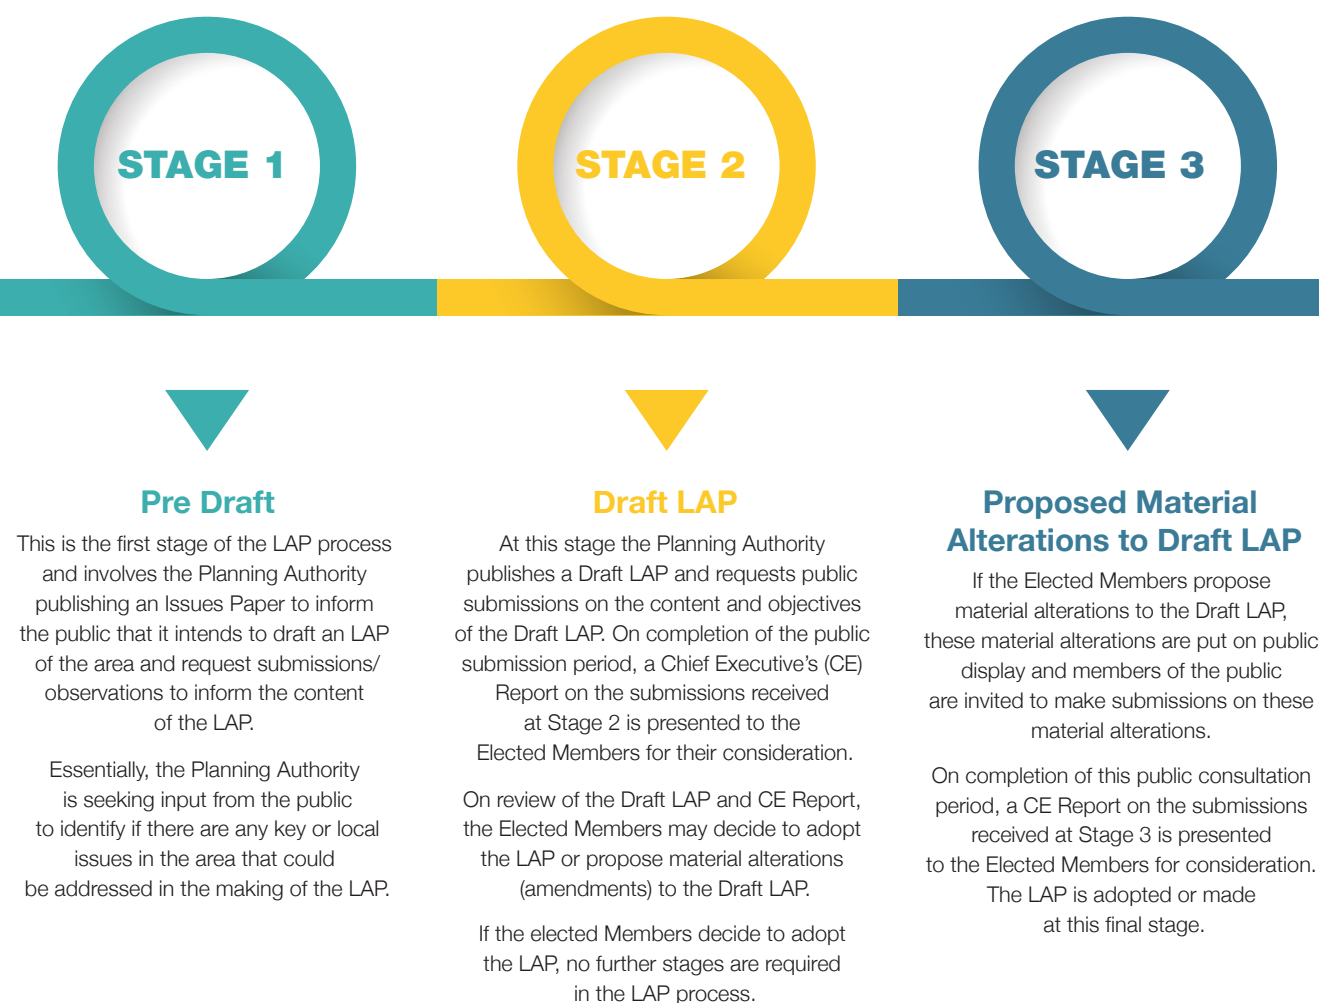 STAGE 1
STAGE 2
STAGE 3
Pre Draft
This is the first stage of the LAP process
and involves the Planning Authority
publishing an Issues Paper to inform
the public that it intends to draft an LAP
of the area and request submissions/
observations to inform the content
of the LAP.
Essentially, the Planning Authority
is seeking input from the public
to identify if there are any key or local
issues in the area that could
be addressed in the making of the LAP.
Draft LAP
At this stage the Planning Authority
publishes a Draft LAP and requests public
submissions on the content and objectives
of the Draft LAP. On completion of the public
submission period, a Chief Executive’s (CE)
Report on the submissions received
at Stage 2 is presented to the
Elected Members for their consideration.
On review of the Draft LAP and CE Report,
the Elected Members may decide to adopt
the LAP or propose material alterations
(amendments) to the Draft LAP.
If the elected Members decide to adopt
the LAP, no further stages are required
in the LAP process.
Proposed Material
Alterations to Draft LAP
If the Elected Members propose
material alterations to the Draft LAP,
these material alterations are put on public
display and members of the public
are invited to make submissions on these
material alterations.
On completion of this public consultation
period, a CE Report on the submissions
received at Stage 3 is presented
to the Elected Members for consideration.
The LAP is adopted or made
at this final stage.